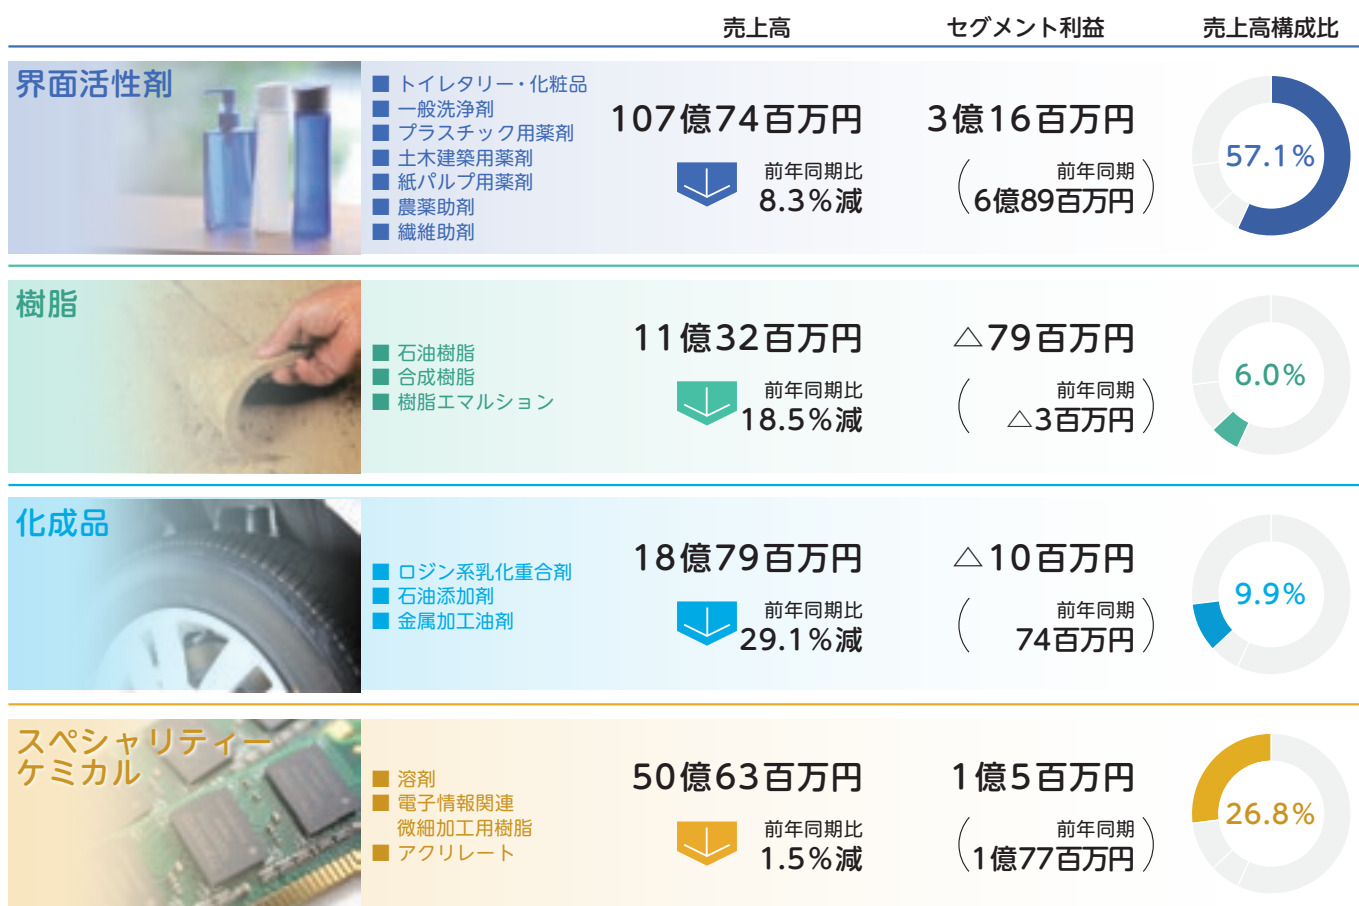 売上高 セグメント利益 売上高構成比
界面活性剤
■ トイレタリー・化粧品
■ 一般洗浄剤
■ プラスチック用薬剤
■ 土木建築用薬剤
■ 紙パルプ用薬剤
■ 農薬助剤
■ 繊維助剤
107億74百万円
前年同期比
8.3%減
3億16百万円
(前年同期
6億89百万円)
57.1%
樹脂
■ 石油樹脂
■ 合成樹脂
■ 樹脂エマルション
11億32百万円
前年同期比
18.5%減
△79百万円
(前年同期
△3百万円)
6.0%
化成品
■ ロジン系乳化重合剤
■ 石油添加剤
■ 金属加工油剤
18億79百万円
前年同期比
29.1%減
△10百万円
(前年同期
74百万円)
9.9%
スペシャリティー
ケミカル
■ 溶剤
■ 電子情報関連
微細加工用樹脂
■ アクリレート
50億63百万円
前年同期比
1.5%減
1億5百万円
(前年同期
1億77百万円)
26.8%